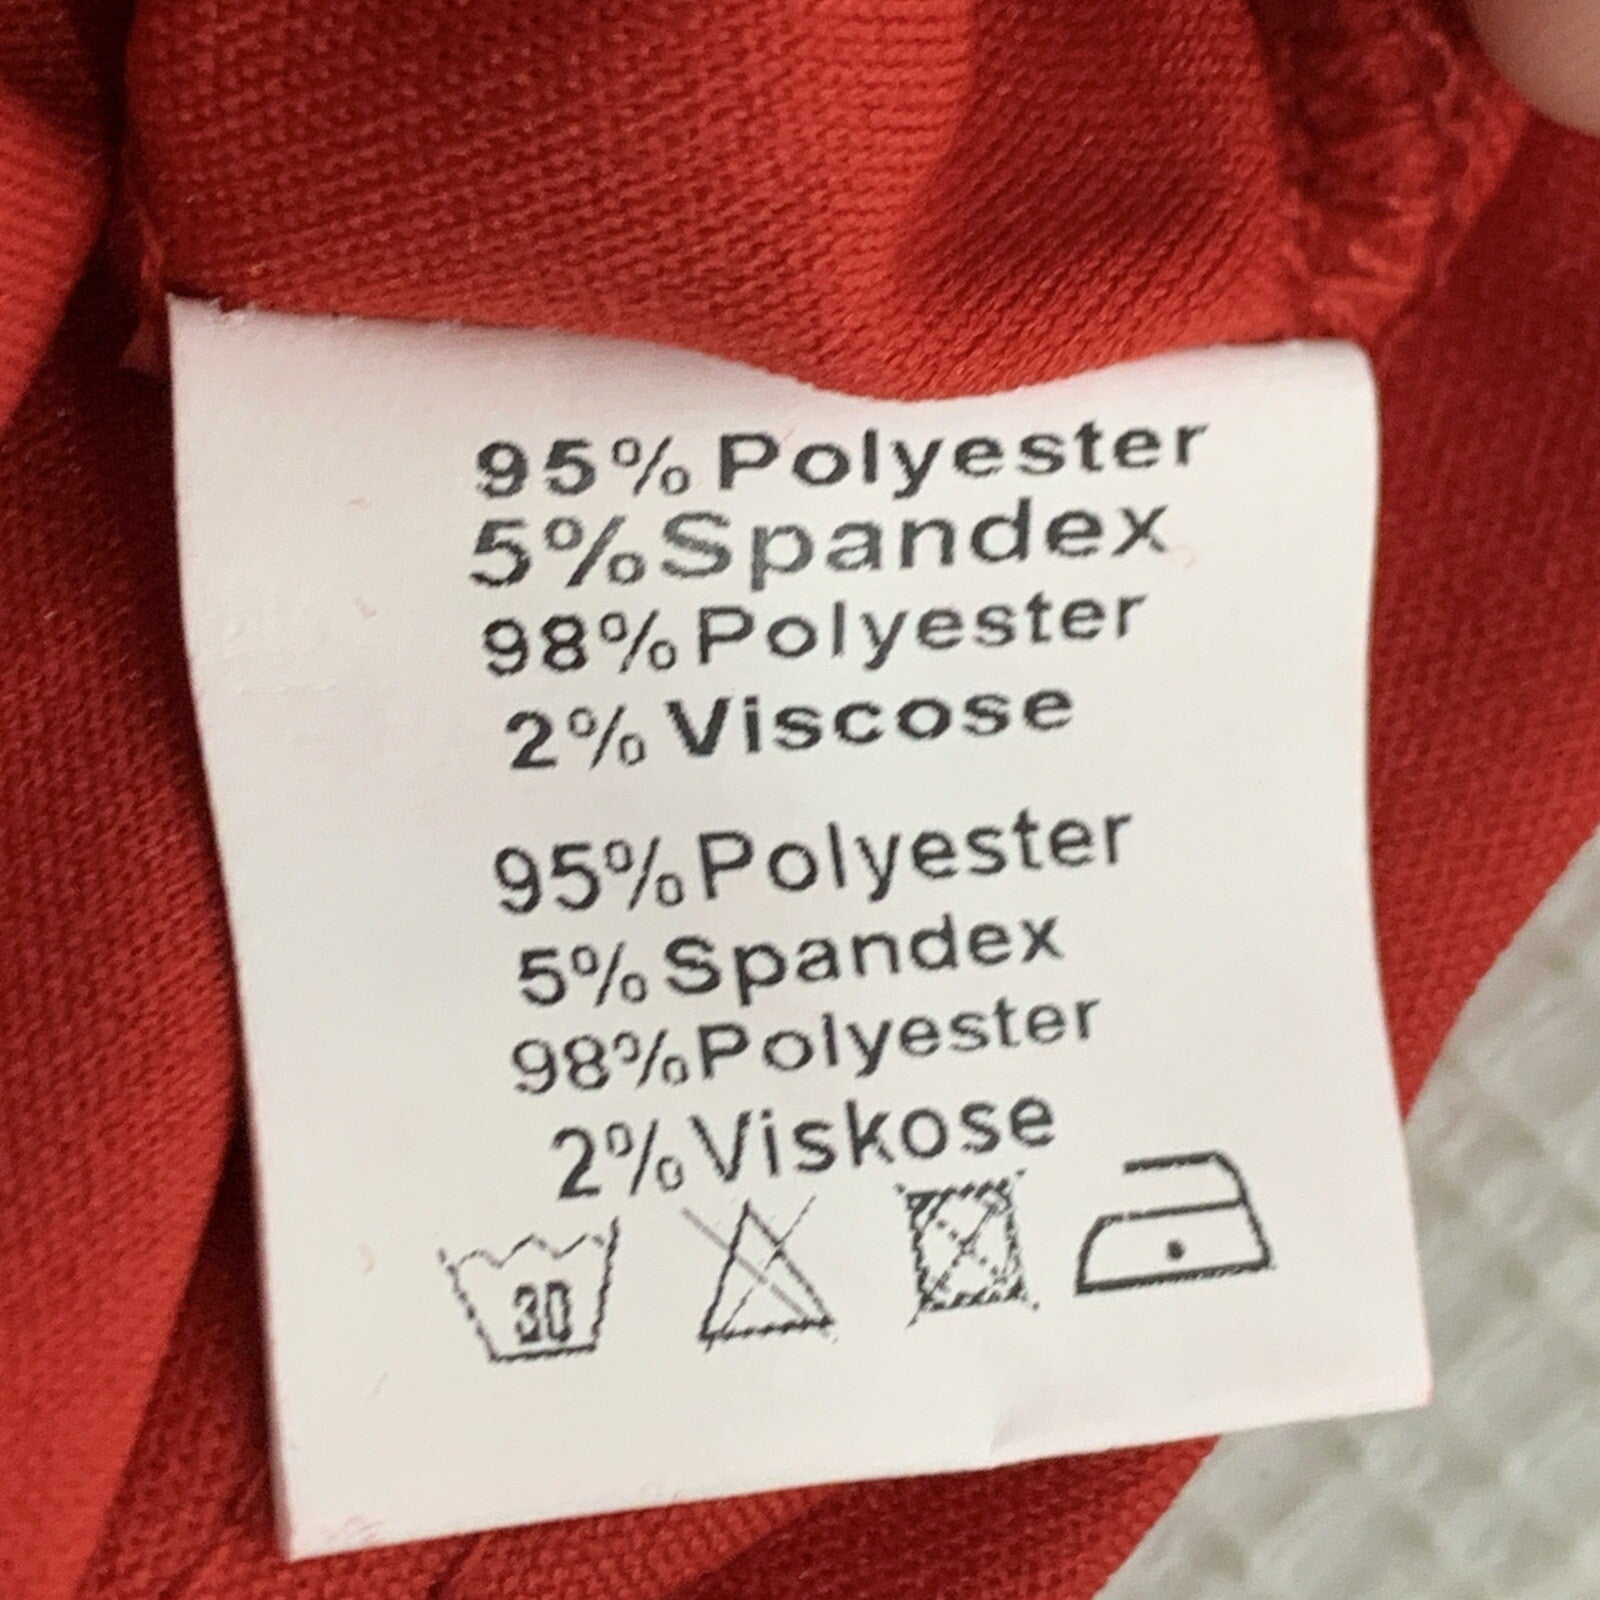 95% Polyester
5% Spandex
98% Polyester
2% Viscose
95% Polyester
5% Spandex
98% Polyester
2% Viskose
30